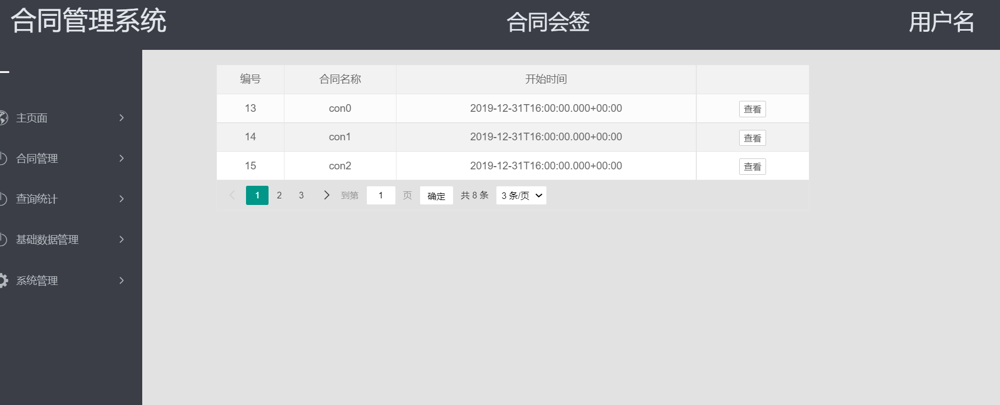 合同管理系统
合同会签
用户名
主页面
合同管理
查询统计
基础数据管理
系统管理
编号 合同名称 开始时间
13 con0 2019-12-31T16:00:00.000+00:00 查看
14 con1 2019-12-31T16:00:00.000+00:00 查看
15 con2 2019-12-31T16:00:00.000+00:00 查看
1 2 3 到第 1 页 确定 共 8 条 3 条/页